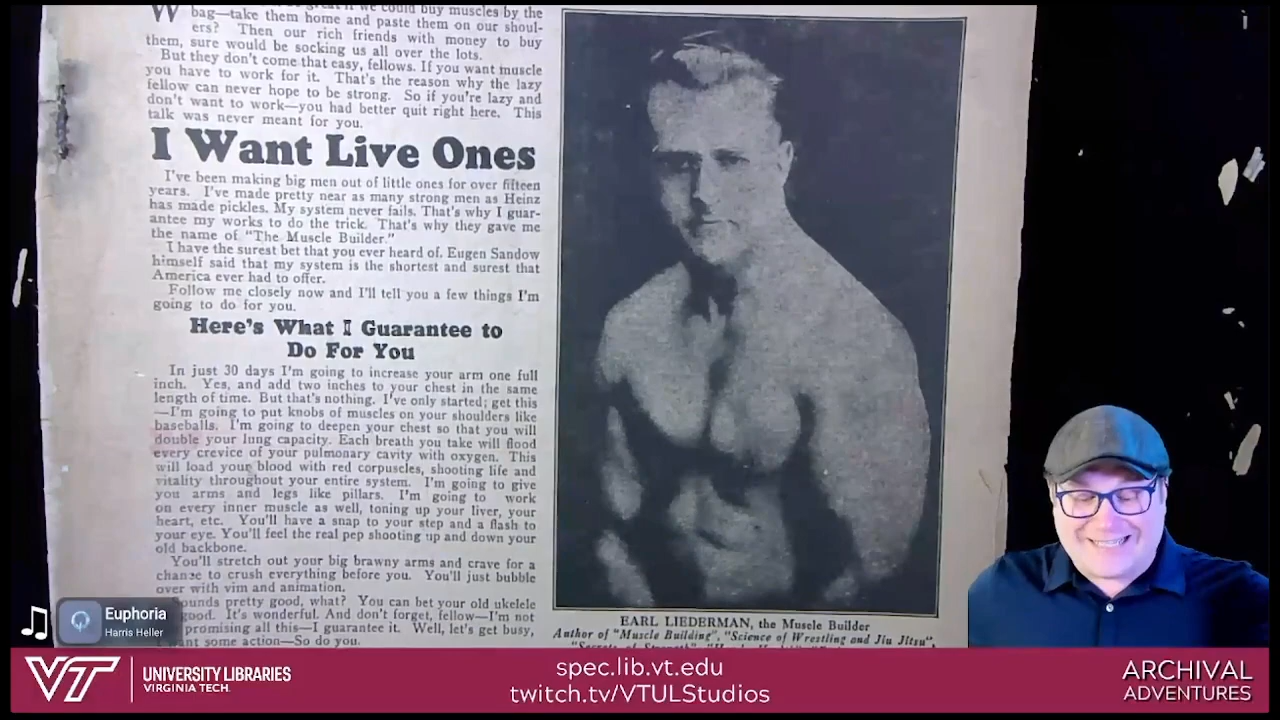 we could buy muscles by the
bag—take them home and paste them on our shoul-
ers? Then our rich friends with money to buy
them, sure would be socking us all over the lots.
But they don't come that easy, fellows. If you want muscle
you have to work for it. That's the reason why the lazy
fellow can never hope to be strong. So if you're lazy and
don't want to work—you had better quit right here. This
talk was never meant for you.
I Want Live Ones
I've been making big men out of little ones for over fifteen
years. I've made pretty near as many strong men as Heinz
has made pickles. My system never fails. That's why I guar-
antee my works to do the trick. That's why they gave me
the name of "The Muscle Builder."
I have the surest bet that you ever heard of. Eugen Sandow
himself said that my system is the shortest and surest that
America ever had to offer.
Follow me closely now and I'll tell you a few things I'm
going to do for you.
Here's What I Guarantee to
Do For You
In just 30 days I'm going to increase your arm one full
inch. Yes, and add two inches to your chest in the same
length of time. But that's nothing. I've only started; get this
—I'm going to put knobs of muscles on your shoulders like
baseballs. I'm going to deepen your chest so that you will
double your lung capacity. Each breath you take will flood
every crevice of your pulmonary cavity with oxygen. This
will load your blood with red corpuscles, shooting life and
vitality throughout your entire system. I'm going to give
you arms and legs like pillars. I'm going to work
on every inner muscle as well, toning up your liver, your
heart, etc. You'll have a snap to your step and a flash to
your eye. You'll feel the real pep shooting up and down your
old backbone.
You'll stretch out your big brawny arms and crave for a
chance to crush everything before you. You'll just bubble
over with vim and animation.
ounds pretty good, what? You can bet your old ukelele
good. It's wonderful. And don't forget, fellow—I'm not
promising all this—I guarantee it. Well, let's get busy,
want some action—So do you.
EARL LIEDERMAN, the Muscle Builder
Author of "Muscle Building", "Science of Wrestling and Jiu Jitsu",
Euphoria
Harris Heller
VT
UNIVERSITY LIBRARIES
VIRGINIA TECH.
spec.lib.vt.edu
twitch.tv/VTULStudios
ARCHIVAL
ADVENTURES